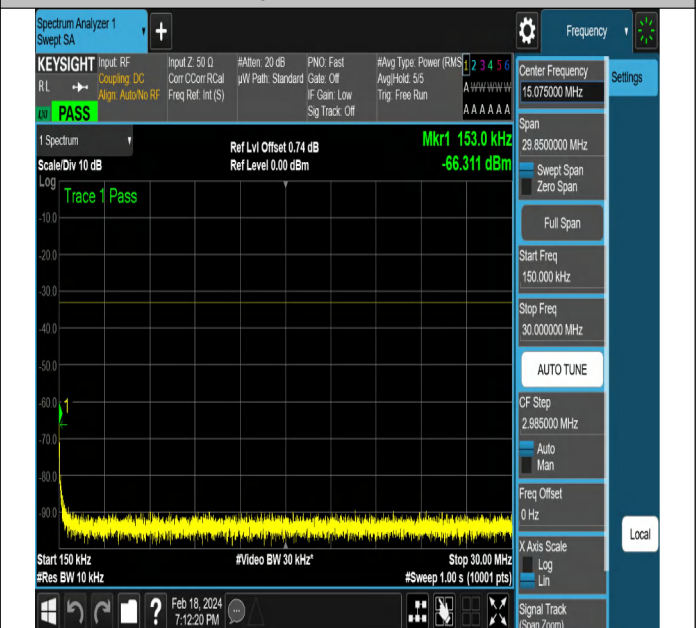 Spectrum Analyzer 1
Swept SA
+
Frequency
KEYSIGHT
RL
PASS
Input: RF
Coupling: DC
Align: Auto/No RF
Input Z: 50 Ω
Corr CCorr RCal
Freq Ref: Int (S)
#Atten: 20 dB
µW Path: Standard
PNO: Fast
Gate: Off
IF Gain: Low
Sig Track: Off
#Avg Type: Power (RMS
Avg|Hold: 5/5
Trig: Free Run
1 2 3 4 5 6
A W W W W W
A A A A A A
1 Spectrum
Scale/Div 10 dB
Ref Lvl Offset 0.74 dB
Ref Level 0.00 dBm
Mkr1 153.0 kHz
-66.311 dBm
Log
Trace 1 Pass
-10.0
-20.0
-30.0
-40.0
-50.0
-60.0
1
-70.0
-80.0
-90.0
Start 150 kHz
#Res BW 10 kHz
#Video BW 30 kHz*
Stop 30.00 MHz
#Sweep 1.00 s (10001 pts)
Center Frequency
15.075000 MHz
Settings
Span
29.8500000 MHz
Swept Span
Zero Span
Full Span
Start Freq
150.000 kHz
Stop Freq
30.000000 MHz
AUTO TUNE
CF Step
2.985000 MHz
Auto
Man
Freq Offset
0 Hz
X Axis Scale
Log
Lin
Local
Signal Track
(Span Zoom)
?
Feb 18, 2024
7:12:20 PM